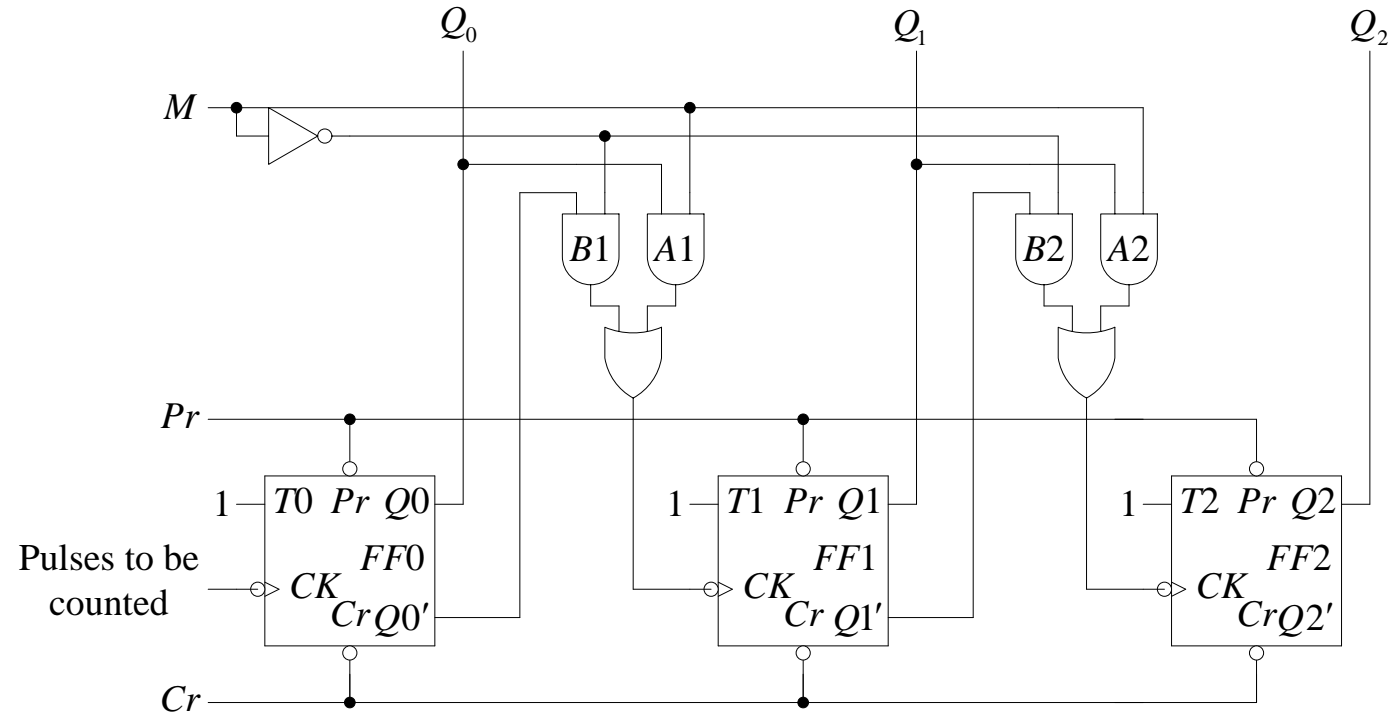 Q0 Q1 Q2
M
B1 A1 B2 A2
Pr
1 T0 Pr Q0 1 T1 Pr Q1 1 T2 Pr Q2
Pulses to be
counted
FF0 FF1 FF2
CK CK CK
Cr Q0′ Cr Q1′ Cr Q2′
Cr